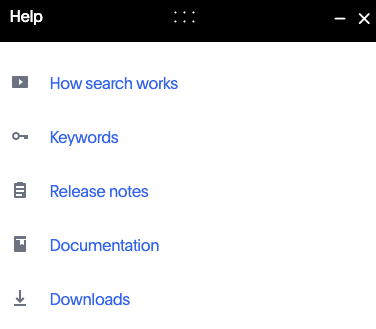 Help
How search works
Keywords
Release notes
Documentation
Downloads